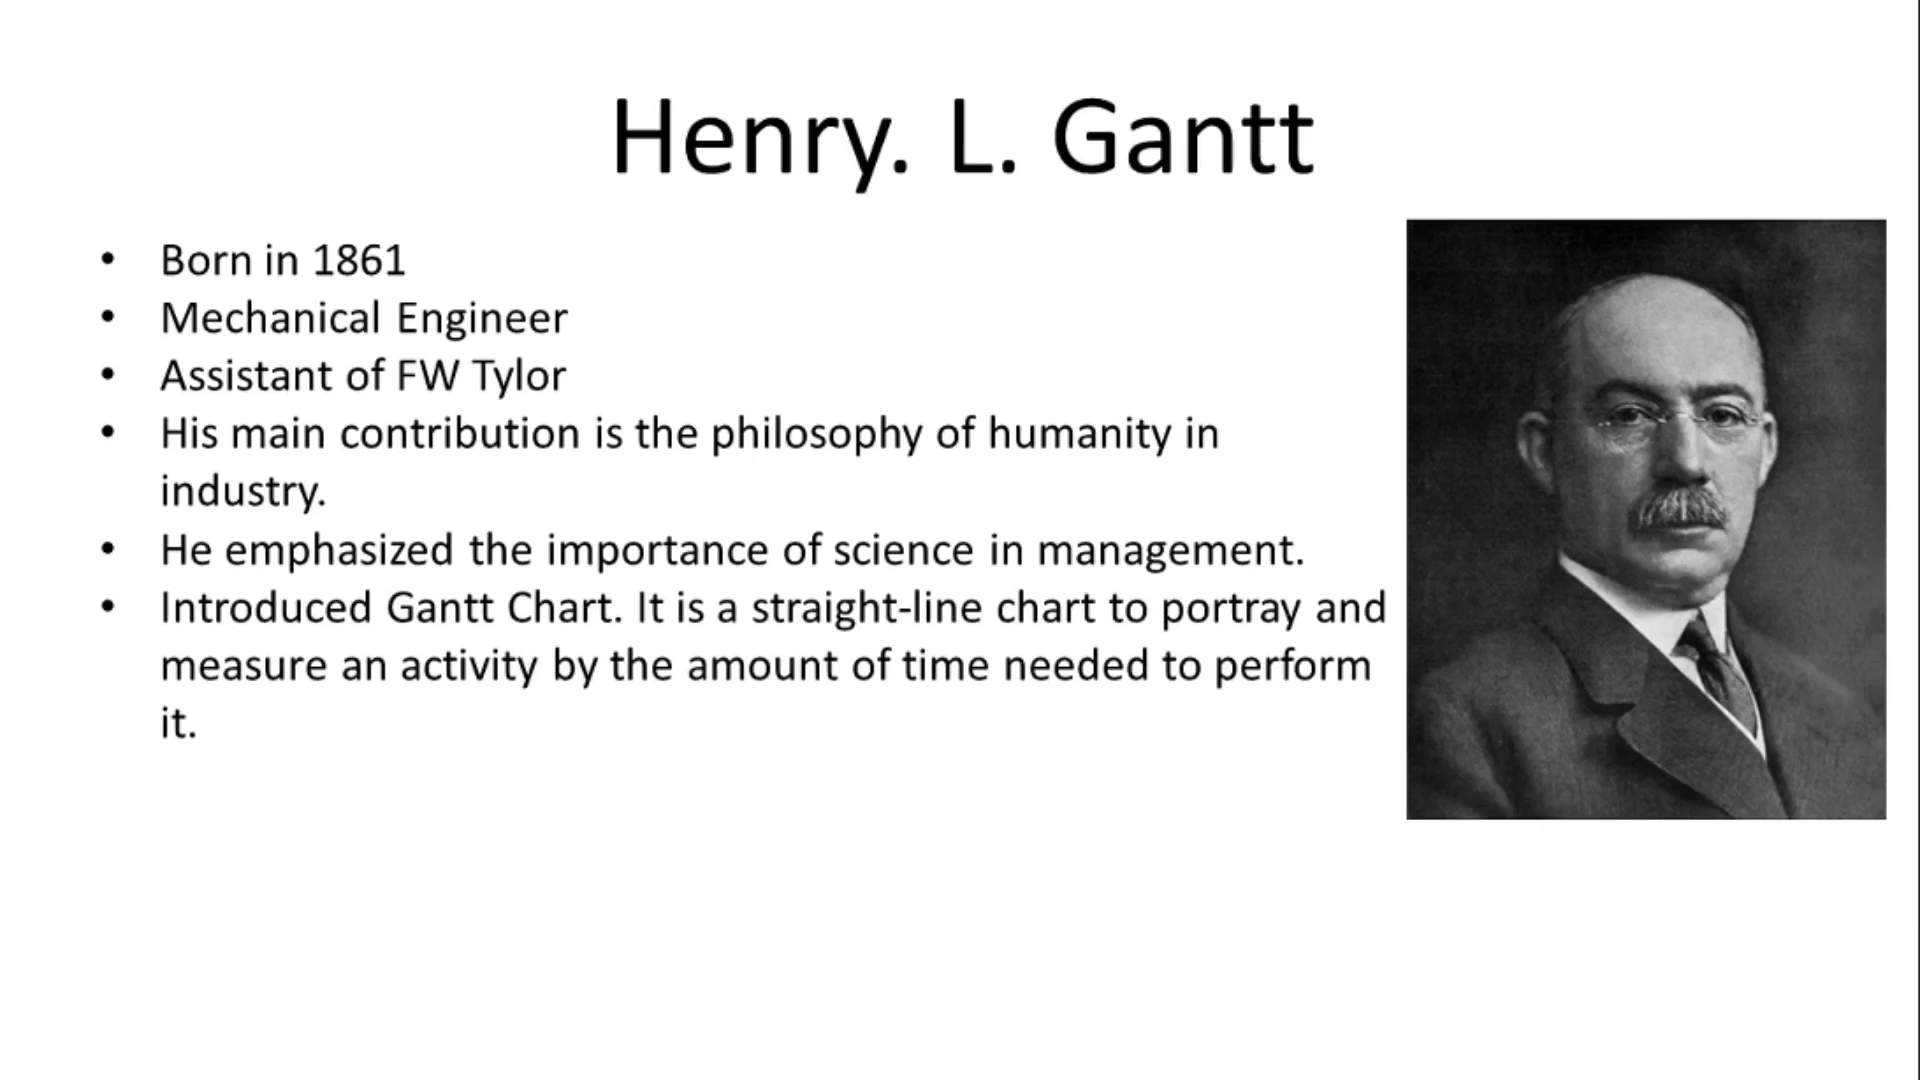 Henry. L. Gantt
• Born in 1861
• Mechanical Engineer
• Assistant of FW Tylor
• His main contribution is the philosophy of humanity in
industry.
• He emphasized the importance of science in management.
• Introduced Gantt Chart. It is a straight-line chart to portray and
measure an activity by the amount of time needed to perform
it.